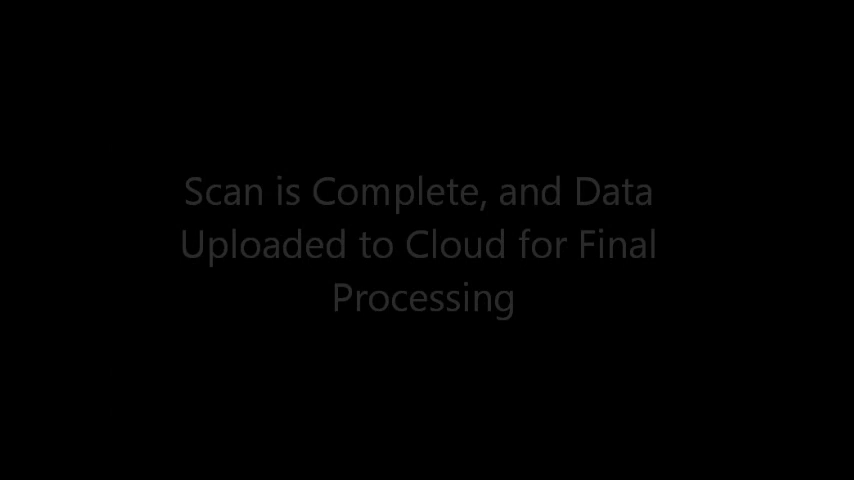 Scan is Complete, and Data
Uploaded to Cloud for Final
Processing